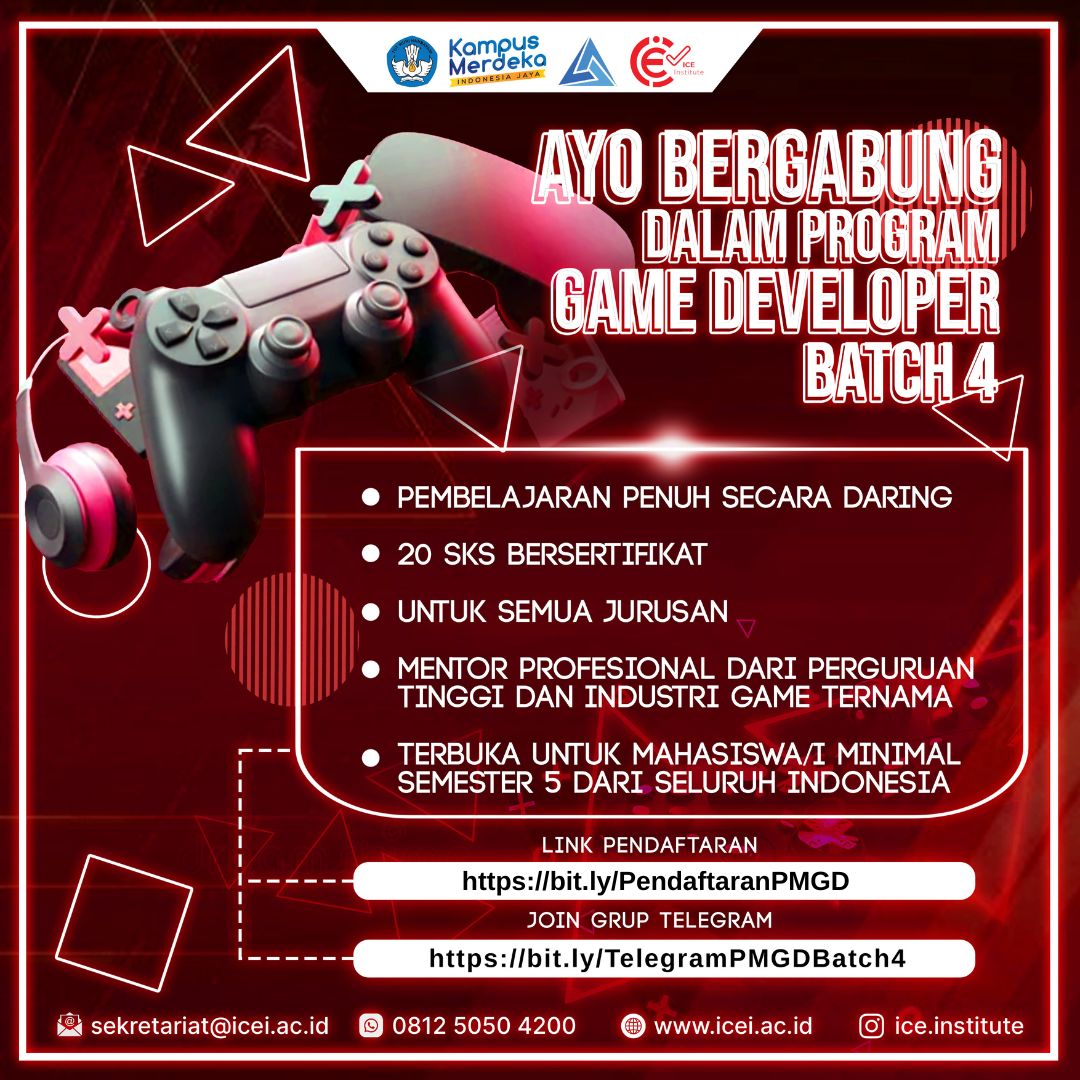 Kampus
Merdeka
INDONESIA JAYA
ICE
Institute
AYO BERGABUNG
DALAM PROGRAM
GAME DEVELOPER
BATCH 4
PEMBELAJARAN PENUH SECARA DARING
20 SKS BERSERTIFIKAT
UNTUK SEMUA JURUSAN
MENTOR PROFESIONAL DARI PERGURUAN
TINGGI DAN INDUSTRI GAME TERNAMA
TERBUKA UNTUK MAHASISWA/I MINIMAL
SEMESTER 5 DARI SELURUH INDONESIA
LINK PENDAFTARAN
https://bit.ly/PendaftaranPMGD
JOIN GRUP TELEGRAM
https://bit.ly/TelegramPMGDBatch4
sekretariat@icei.ac.id 0812 5050 4200 www.icei.ac.id ice.institute